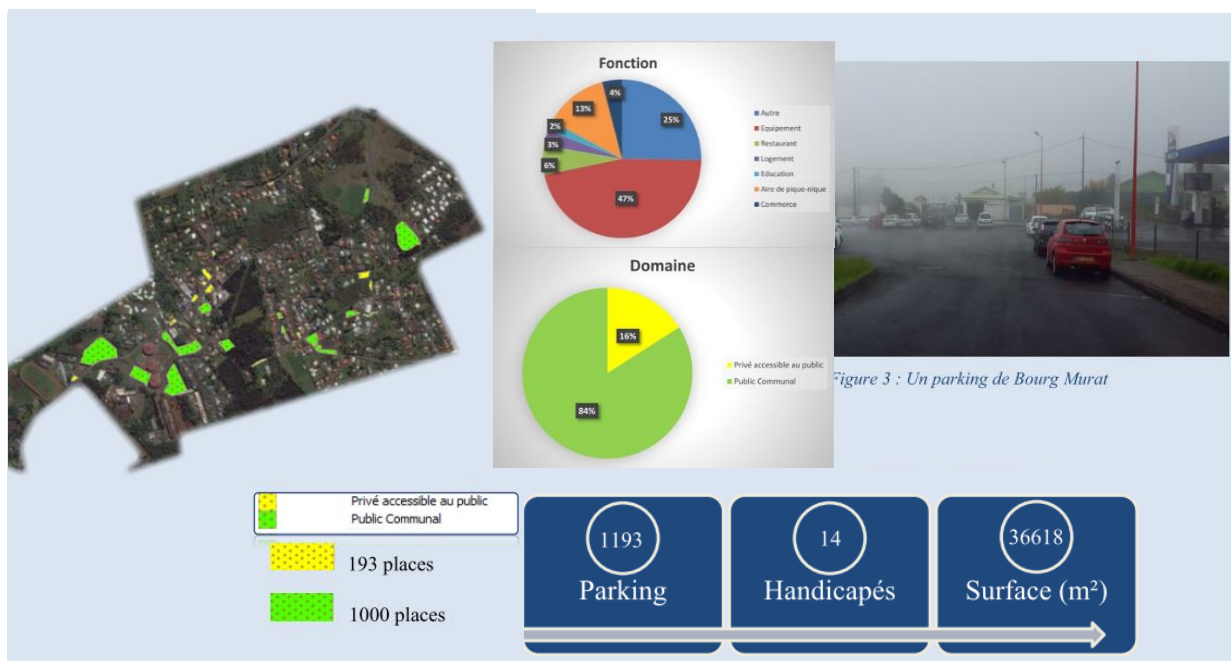 Fonction
4%
13%
25%
2%
3%
6%
47%
Autre
Equipement
Restaurant
Logement
Education
Aire de pique-nique
Commerce
Domaine
16%
84%
Privé accessible au public
Public Communal
Figure 3 : Un parking de Bourg Murat
Privé accessible au public
Public Communal
193 places
1000 places
1193
Parking
14
Handicapés
36618
Surface (m²)